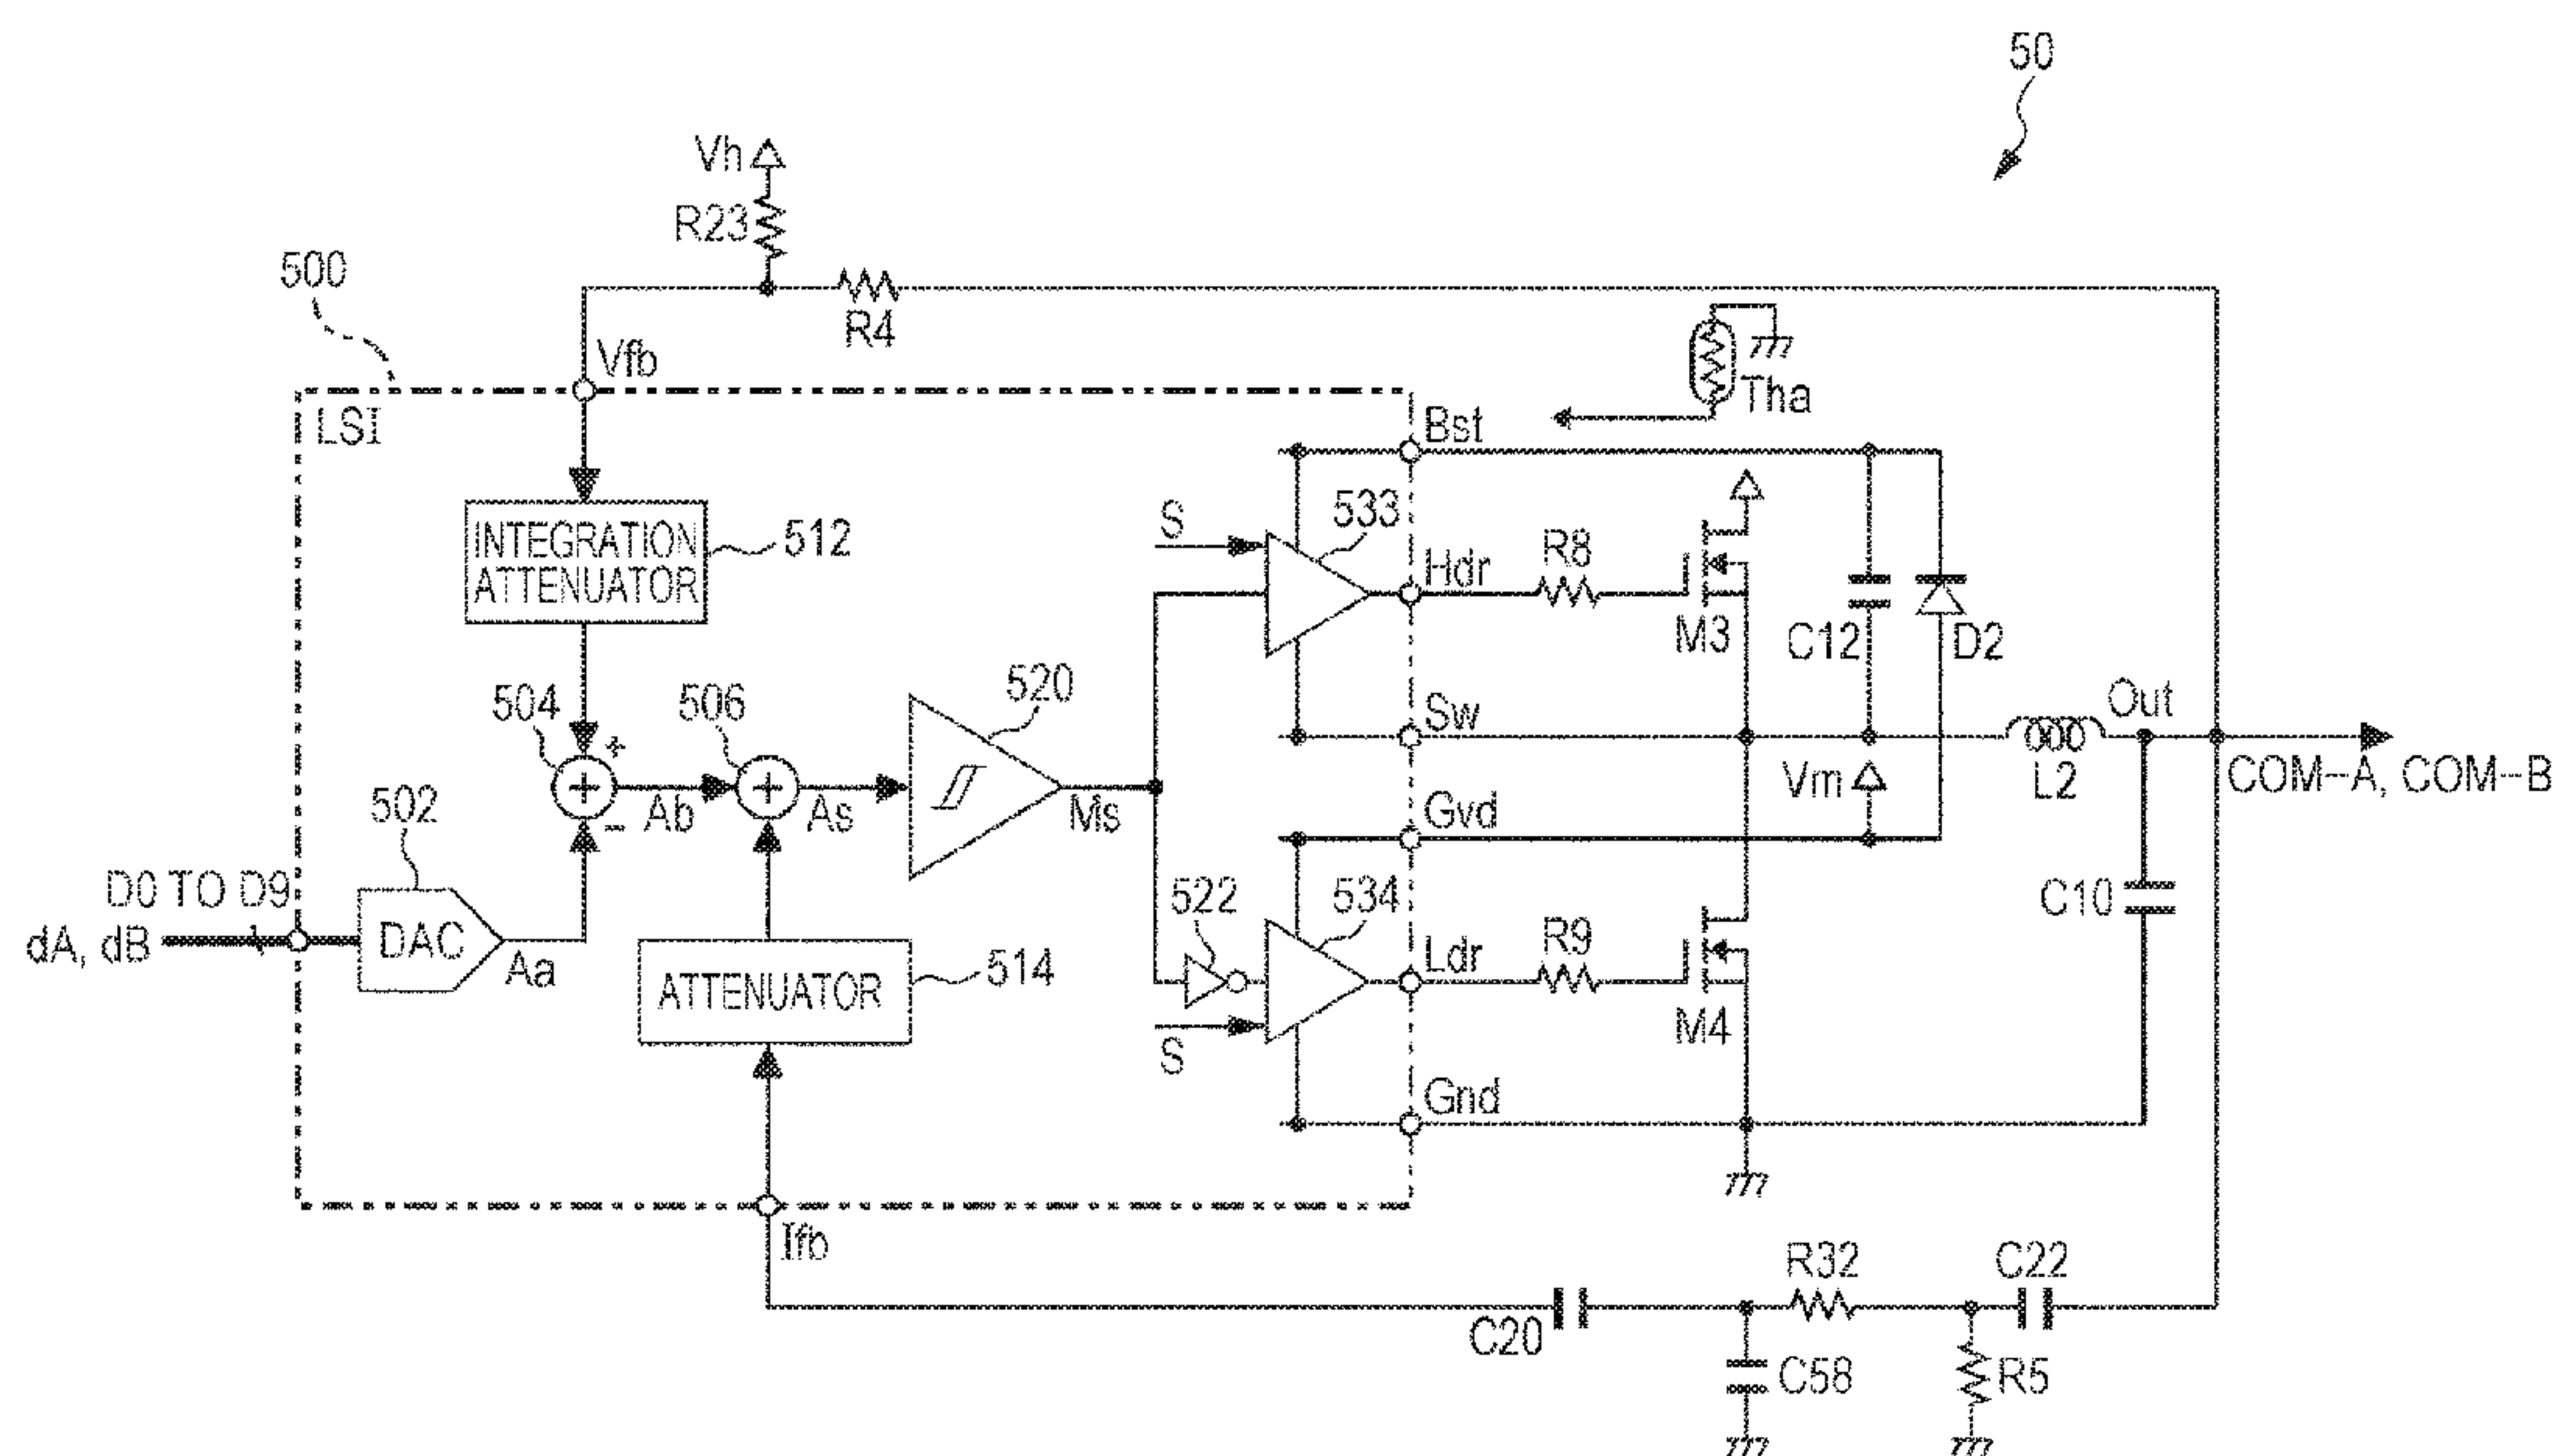 50
Vh
R23
500
R4
Vfb
Tha
LSI
Bst
INTEGRATION
ATTENUATOR
512
S
533
Hdr
R8
M3
C12
D2
504
+
506
520
Sw
Out
+
+
−
Ab
As
Ms
Vm
L2
COM-A, COM-B
502
Gvd
D0 TO D9
dA, dB
DAC
Aa
ATTENUATOR
514
522
534
Ldr
R9
C10
M4
S
Gnd
Ifb
R32
C22
C20
C58
R5